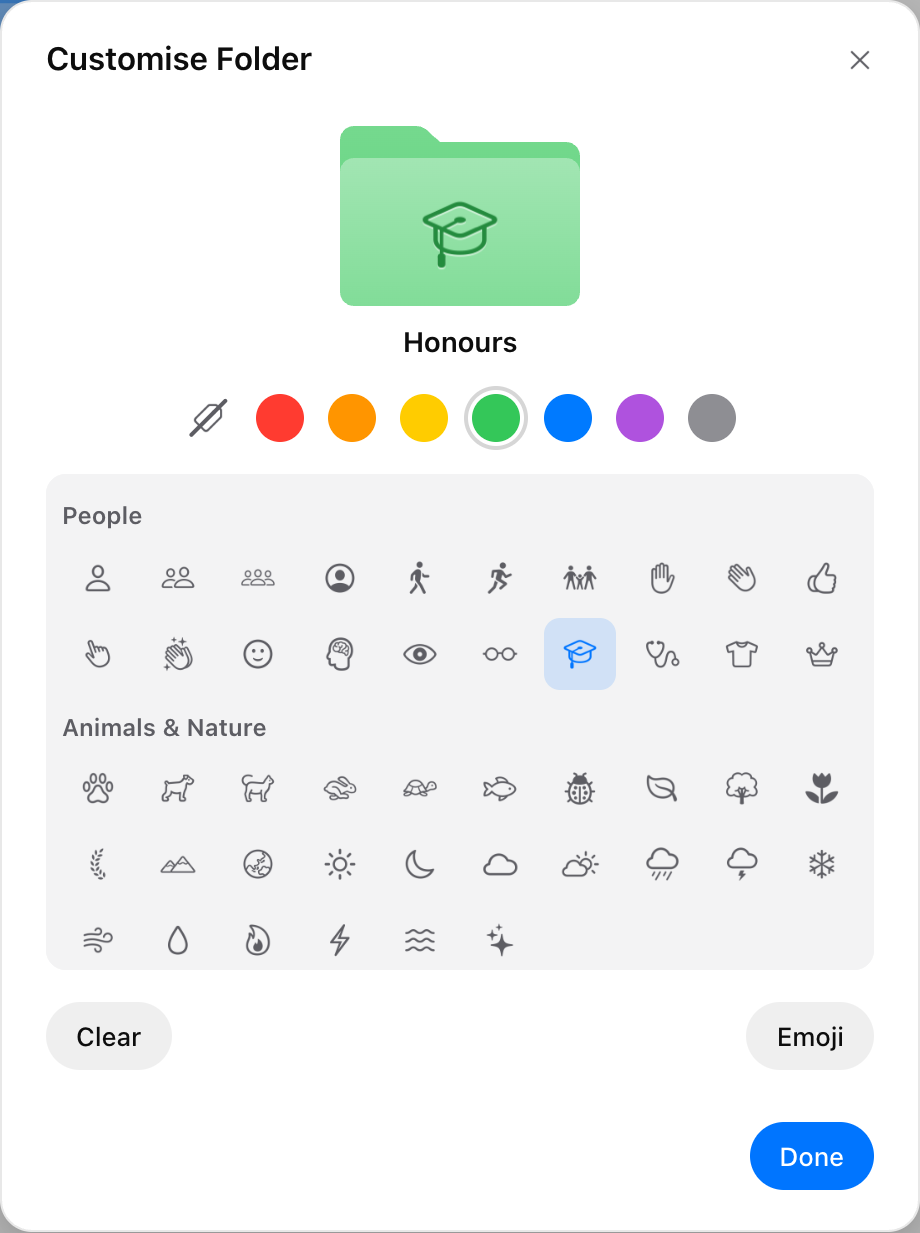 Customise Folder
Honours
People
Animals & Nature
Clear
Emoji
Done